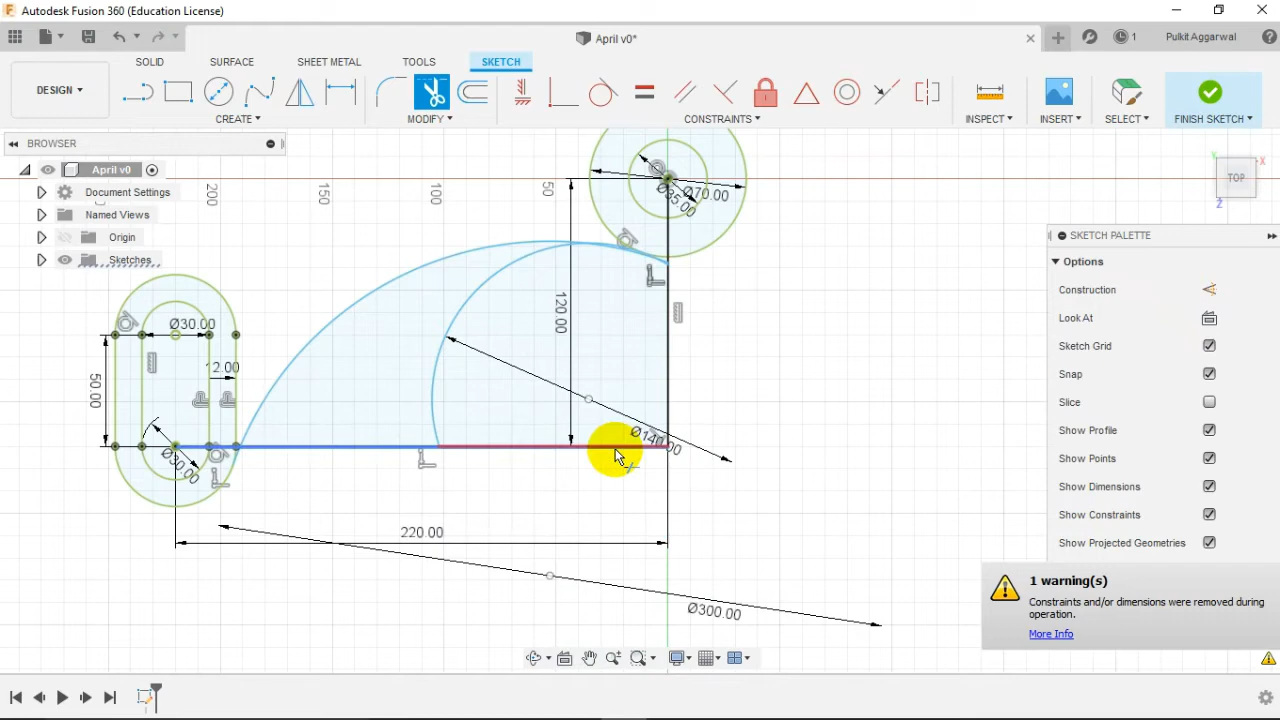 Autodesk Fusion 360 (Education License)
April v0*
1
Pulkit Aggarwal
DESIGN
SOLID
SURFACE
SHEET METAL
TOOLS
SKETCH
CREATE
MODIFY
CONSTRAINTS
INSPECT
INSERT
SELECT
FINISH SKETCH
BROWSER
April v0
Document Settings
Named Views
Origin
Sketches
200
150
100
50
Ø70.00
Ø35.00
120.00
Ø30.00
12.00
50.00
Ø30.00
Ø140.00
220.00
Ø300.00
TOP
X
Z
SKETCH PALETTE
Options
Construction
Look At
Sketch Grid
Snap
Slice
Show Profile
Show Points
Show Dimensions
Show Constraints
Show Projected Geometries
1 warning(s)
Constraints and/or dimensions were removed during
operation.
More Info